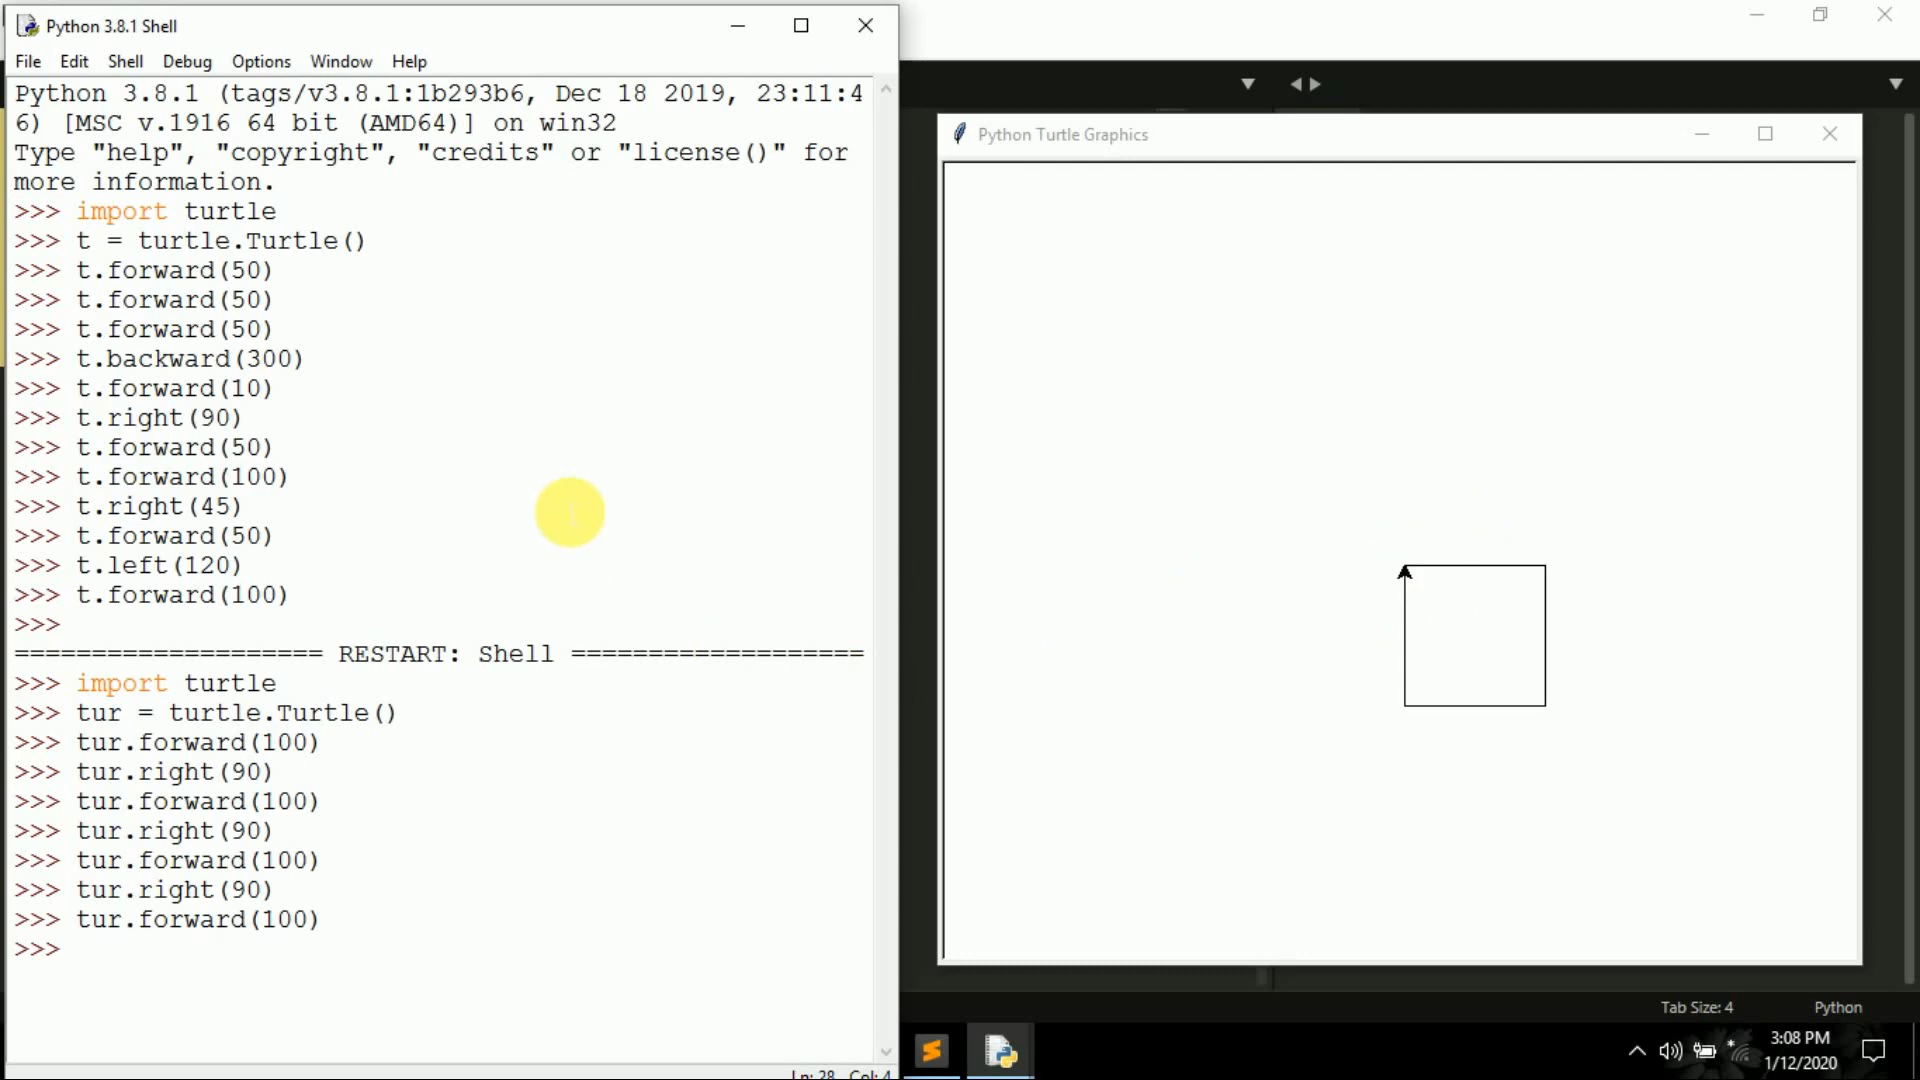 Python 3.8.1 Shell
File Edit Shell Debug Options Window Help
Python 3.8.1 (tags/v3.8.1:1b293b6, Dec 18 2019, 23:11:4
6) [MSC v.1916 64 bit (AMD64)] on win32
Type "help", "copyright", "credits" or "license()" for
more information.
>>> import turtle
>>> t = turtle.Turtle()
>>> t.forward(50)
>>> t.forward(50)
>>> t.forward(50)
>>> t.backward(300)
>>> t.forward(10)
>>> t.right(90)
>>> t.forward(50)
>>> t.forward(100)
>>> t.right(45)
>>> t.forward(50)
>>> t.left(120)
>>> t.forward(100)
>>>
==================== RESTART: Shell ===================
>>> import turtle
>>> tur = turtle.Turtle()
>>> tur.forward(100)
>>> tur.right(90)
>>> tur.forward(100)
>>> tur.right(90)
>>> tur.forward(100)
>>> tur.right(90)
>>> tur.forward(100)
>>>
Ln: 28 Col: 4
Python Turtle Graphics
Tab Size: 4 Python
3:08 PM
1/12/2020